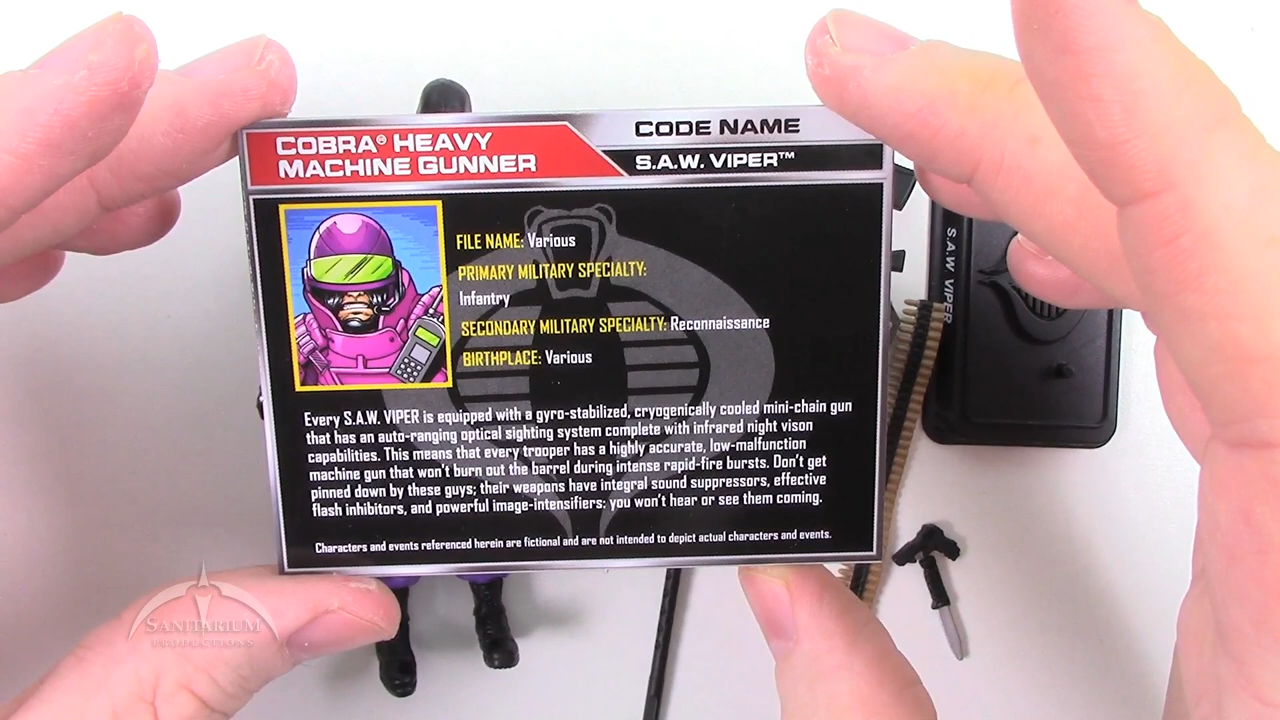 COBRA® HEAVY
MACHINE GUNNER
CODE NAME
S.A.W. VIPER™
FILE NAME: Various
PRIMARY MILITARY SPECIALTY:
Infantry
SECONDARY MILITARY SPECIALTY: Reconnaissance
BIRTHPLACE: Various
Every S.A.W. VIPER is equipped with a gyro-stabilized, cryogenically cooled mini-chain gun
that has an auto-ranging optical sighting system complete with infrared night vison
capabilities. This means that every trooper has a highly accurate, low-malfunction
machine gun that won't burn out the barrel during intense rapid-fire bursts. Don't get
pinned down by these guys; their weapons have integral sound suppressors, effective
flash inhibitors, and powerful image-intensifiers: you won't hear or see them coming.
Characters and events referenced herein are fictional and are not intended to depict actual characters and events.
S.A.W VIPER
SANITARIUM
PRODUCTIONS